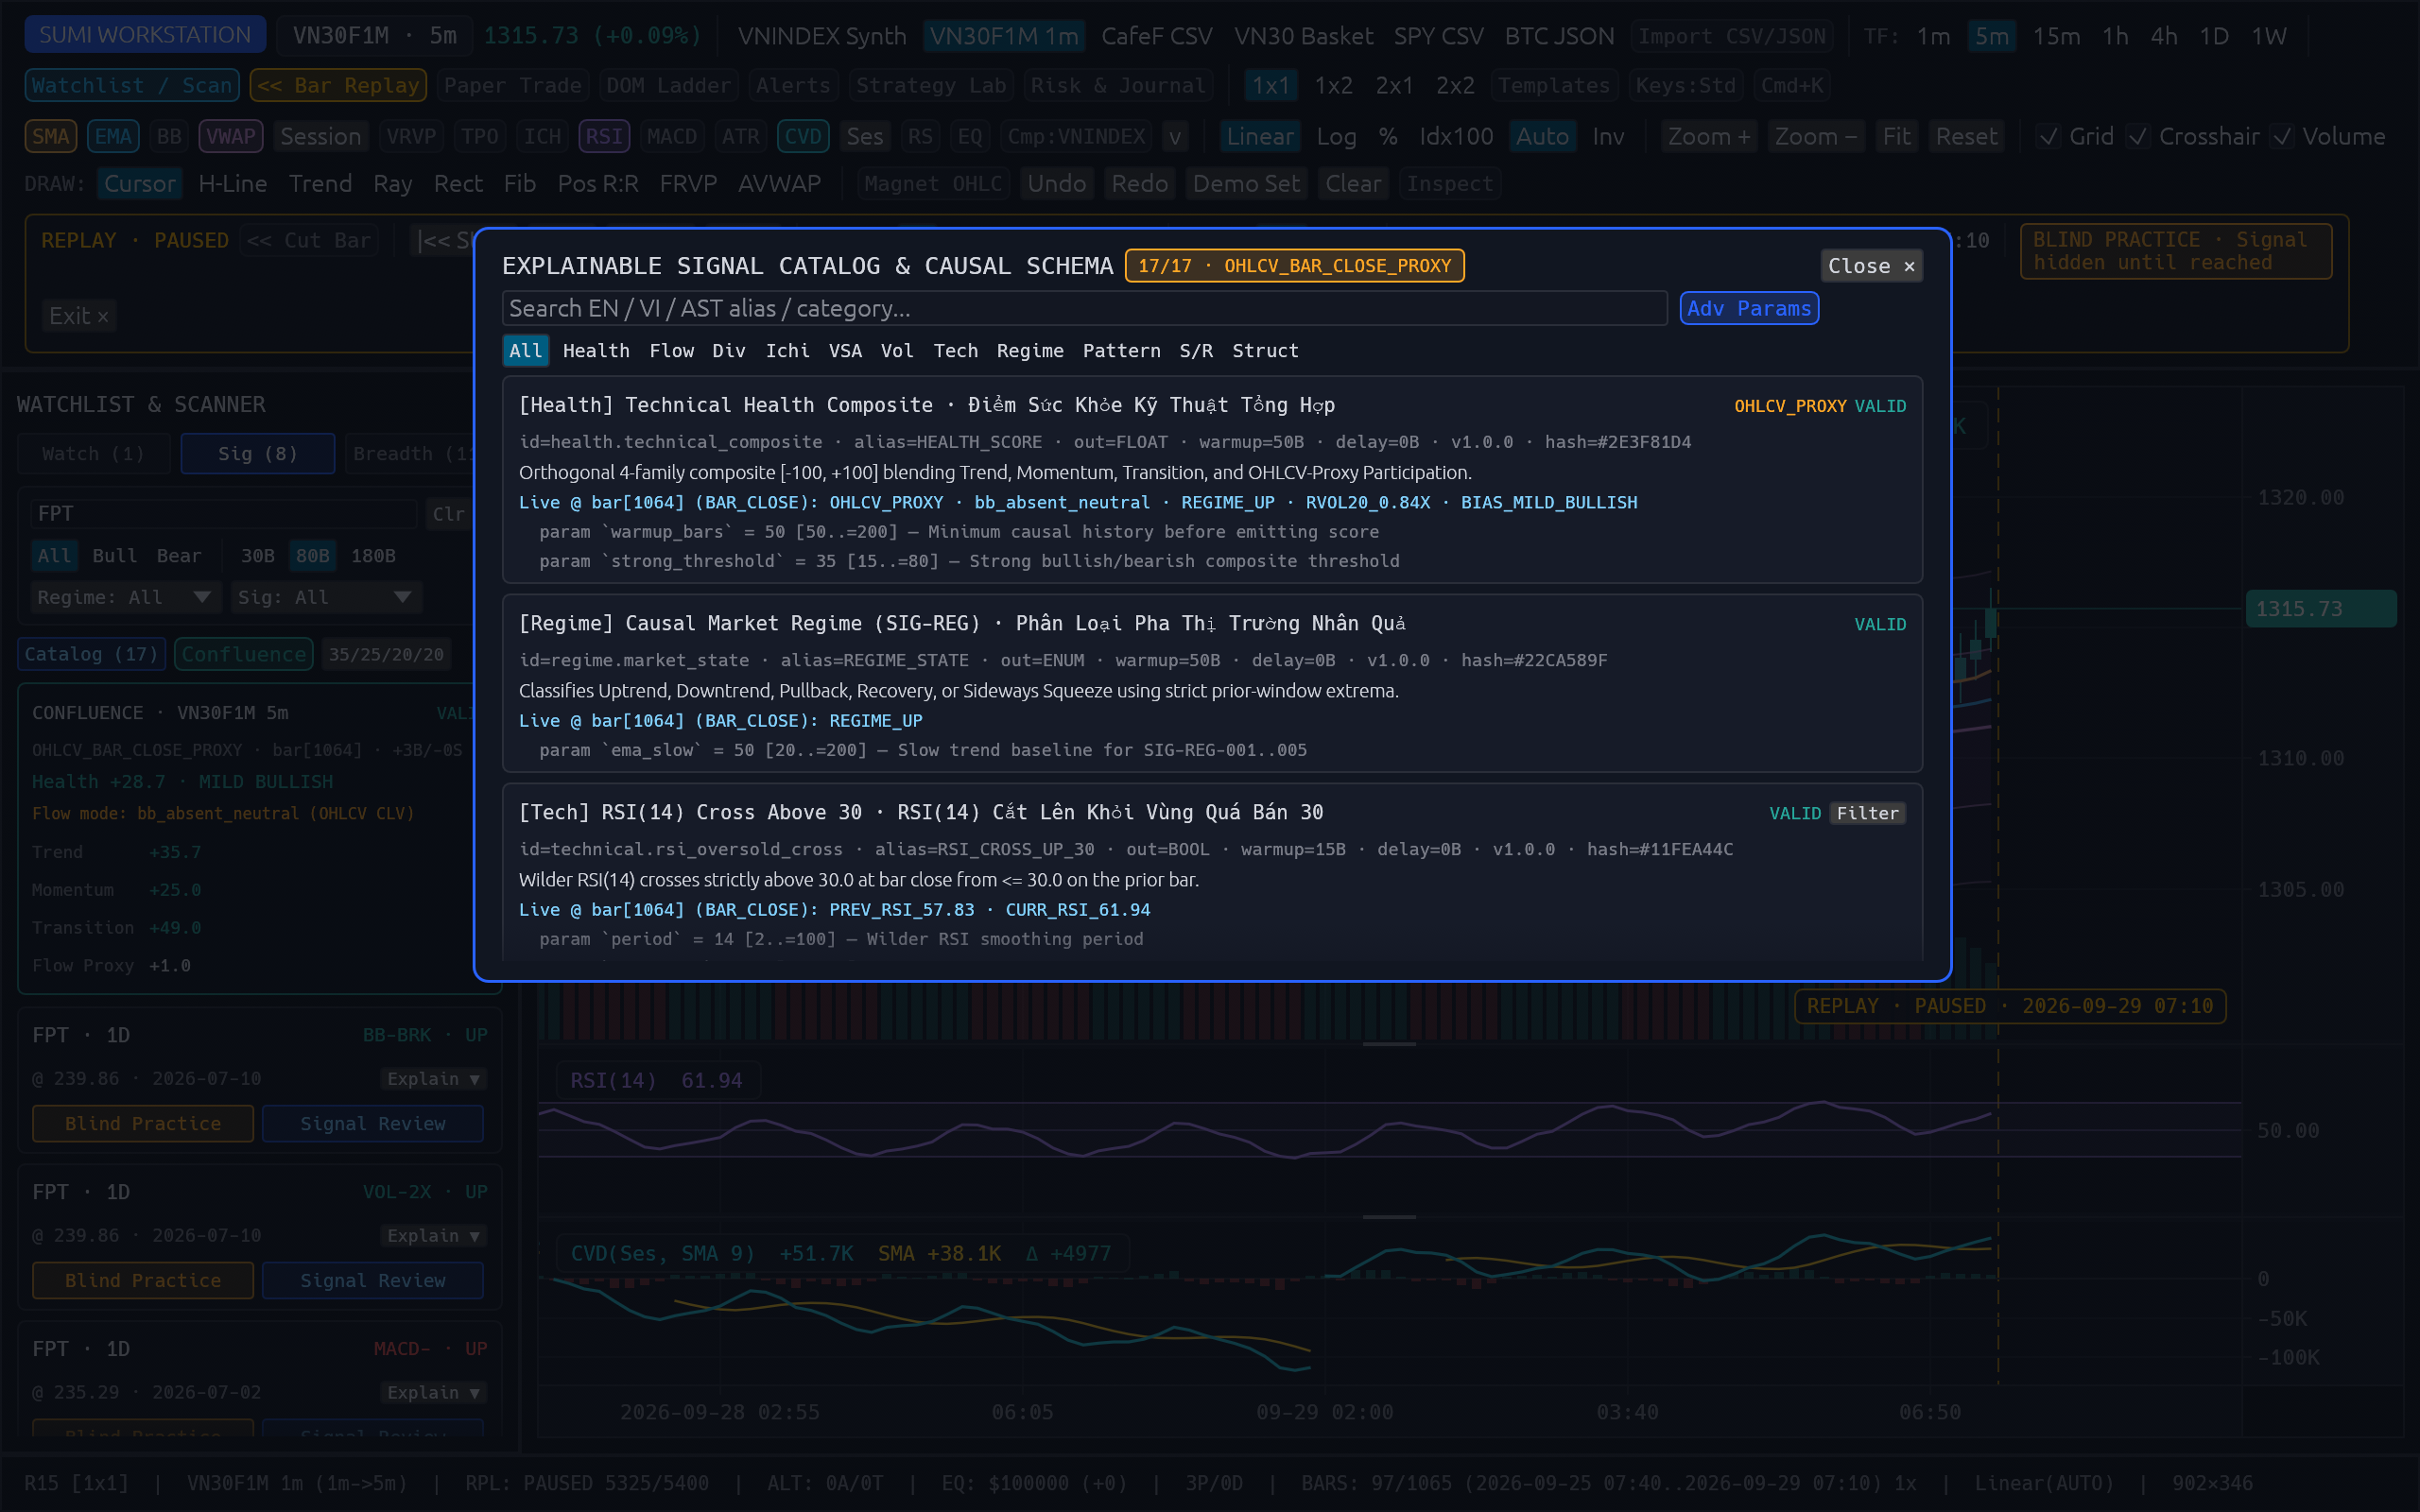 SUMI WORKSTATION VN30F1M · 5m 1315.73 (+0.09%) VNINDEX Synth VN30F1M 1m CafeF CSV VN30 Basket SPY CSV BTC JSON Import CSV/JSON TF: 1m 5m 15m 1h 4h 1D 1W
Watchlist / Scan << Bar Replay Paper Trade DOM Ladder Alerts Strategy Lab Risk & Journal 1x1 1x2 2x1 2x2 Templates Keys:Std Cmd+K
SMA EMA BB VWAP Session VRVP TPO ICH RSI MACD ATR CVD Ses RS EQ Cmp:VNINDEX v Linear Log % Idx100 Auto Inv Zoom + Zoom − Fit Reset Grid Crosshair Volume
DRAW: Cursor H-Line Trend Ray Rect Fib Pos R:R FRVP AVWAP Magnet OHLC Undo Redo Demo Set Clear Inspect
REPLAY · PAUSED << Cut Bar |<< :10 BLIND PRACTICE · Signal
hidden until reached
Exit ×
EXPLAINABLE SIGNAL CATALOG & CAUSAL SCHEMA 17/17 · OHLCV_BAR_CLOSE_PROXY Close ×
Search EN / VI / AST alias / category... Adv Params
All Health Flow Div Ichi VSA Vol Tech Regime Pattern S/R Struct
[Health] Technical Health Composite · Điểm Sức Khỏe Kỹ Thuật Tổng Hợp OHLCV_PROXY VALID
id=health.technical_composite · alias=HEALTH_SCORE · out=FLOAT · warmup=50B · delay=0B · v1.0.0 · hash=#2E3F81D4
Orthogonal 4-family composite [-100, +100] blending Trend, Momentum, Transition, and OHLCV-Proxy Participation.
Live @ bar[1064] (BAR_CLOSE): OHLCV_PROXY · bb_absent_neutral · REGIME_UP · RVOL20_0.84X · BIAS_MILD_BULLISH
param `warmup_bars` = 50 [50..=200] — Minimum causal history before emitting score
param `strong_threshold` = 35 [15..=80] — Strong bullish/bearish composite threshold
[Regime] Causal Market Regime (SIG-REG) · Phân Loại Pha Thị Trường Nhân Quả VALID
id=regime.market_state · alias=REGIME_STATE · out=ENUM · warmup=50B · delay=0B · v1.0.0 · hash=#22CA589F
Classifies Uptrend, Downtrend, Pullback, Recovery, or Sideways Squeeze using strict prior-window extrema.
Live @ bar[1064] (BAR_CLOSE): REGIME_UP
param `ema_slow` = 50 [20..=200] — Slow trend baseline for SIG-REG-001..005
[Tech] RSI(14) Cross Above 30 · RSI(14) Cắt Lên Khỏi Vùng Quá Bán 30 VALID Filter
id=technical.rsi_oversold_cross · alias=RSI_CROSS_UP_30 · out=BOOL · warmup=15B · delay=0B · v1.0.0 · hash=#11FEA44C
Wilder RSI(14) crosses strictly above 30.0 at bar close from <= 30.0 on the prior bar.
Live @ bar[1064] (BAR_CLOSE): PREV_RSI_57.83 · CURR_RSI_61.94
param `period` = 14 [2..=100] — Wilder RSI smoothing period
WATCHLIST & SCANNER
Watch (1) Sig (8) Breadth
FPT Clr
All Bull Bear 30B 80B 180B
Regime: All ▼ Sig: All ▼
Catalog (17) Confluence 35/25/20/20
CONFLUENCE · VN30F1M 5m
OHLCV_BAR_CLOSE_PROXY · bar[1064] · +3B/-0S
Health +28.7 · MILD BULLISH
Flow mode: bb_absent_neutral (OHLCV CLV)
Trend +35.7
Momentum +25.0
Transition +49.0
Flow Proxy +1.0
FPT · 1D BB-BRK · UP
@ 239.86 · 2026-07-10 Explain ▼
Blind Practice Signal Review
FPT · 1D VOL-2X · UP
@ 239.86 · 2026-07-10 Explain ▼
Blind Practice Signal Review
FPT · 1D MACD- · UP
@ 235.29 · 2026-07-02 Explain ▼
Blind Practice Signal Review
K
1320.00
1315.73
1310.00
1305.00
REPLAY · PAUSED · 2026-09-29 07:10
RSI(14) 61.94
50.00
CVD(Ses, SMA 9) +51.7K SMA +38.1K Δ +4977
0
-50K
-100K
2026-09-28 02:55 06:05 09-29 02:00 03:40 06:50
R15 [1x1] | VN30F1M 1m (1m->5m) | RPL: PAUSED 5325/5400 | ALT: 0A/0T | EQ: $100000 (+0) | 3P/0D | BARS: 97/1065 (2026-09-25 07:40..2026-09-29 07:10) 1x | Linear(AUTO) | 902×346